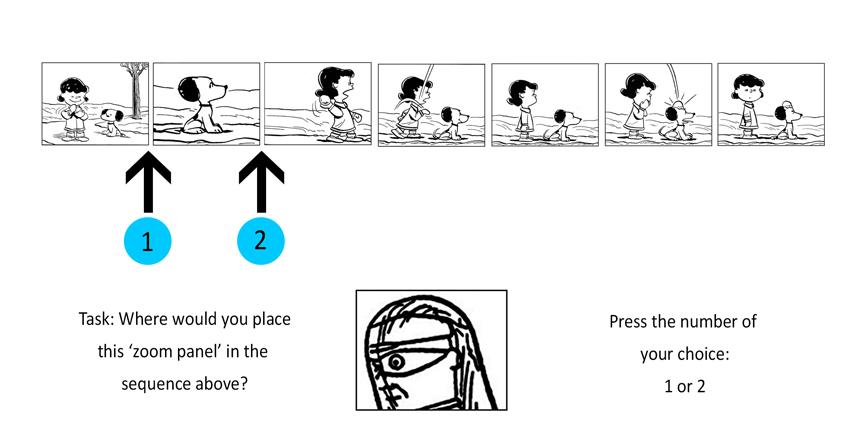 1
2
Task: Where would you place
this ‘zoom panel’ in the
sequence above?
Press the number of
your choice:
1 or 2